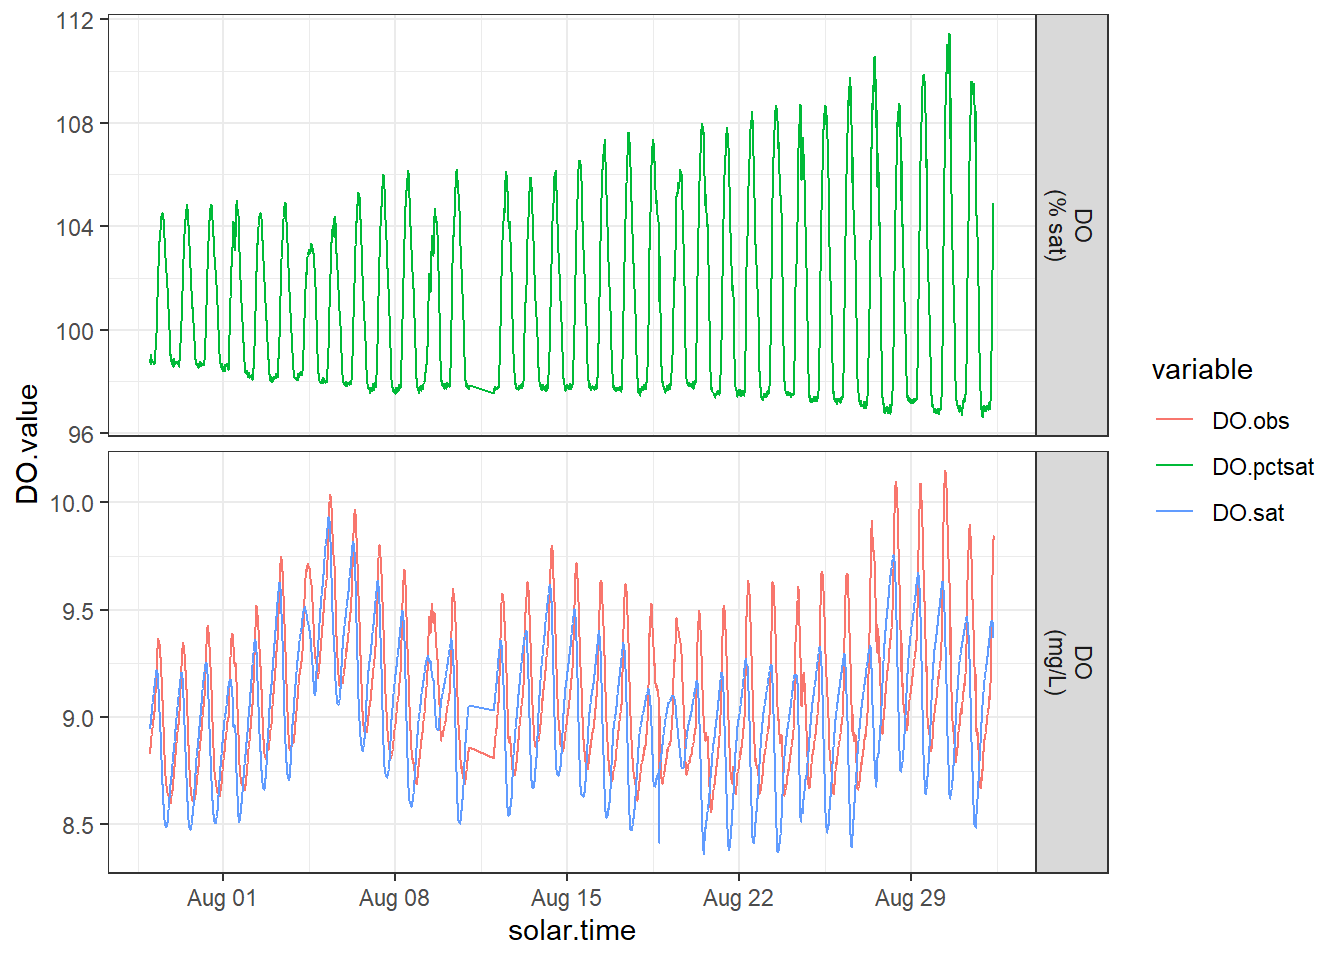 112
108
104
100
96
DO
(% sat)
10.0
9.5
9.0
8.5
DO
(mg/L)
DO.value
Aug 01
Aug 08
Aug 15
Aug 22
Aug 29
solar.time
variable
DO.obs
DO.pctsat
DO.sat